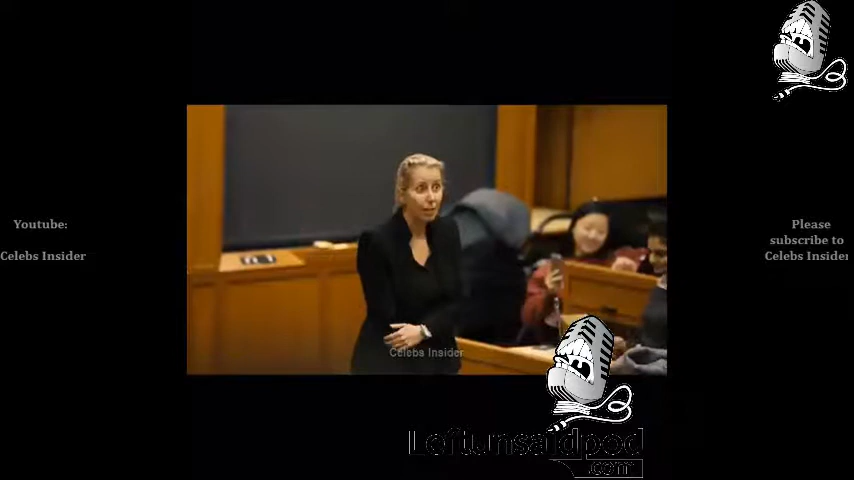 Youtube:
Celebs Insider
Please
subscribe to
Celebs Insider
Celebs Insider
Leftunsaidpod
.com